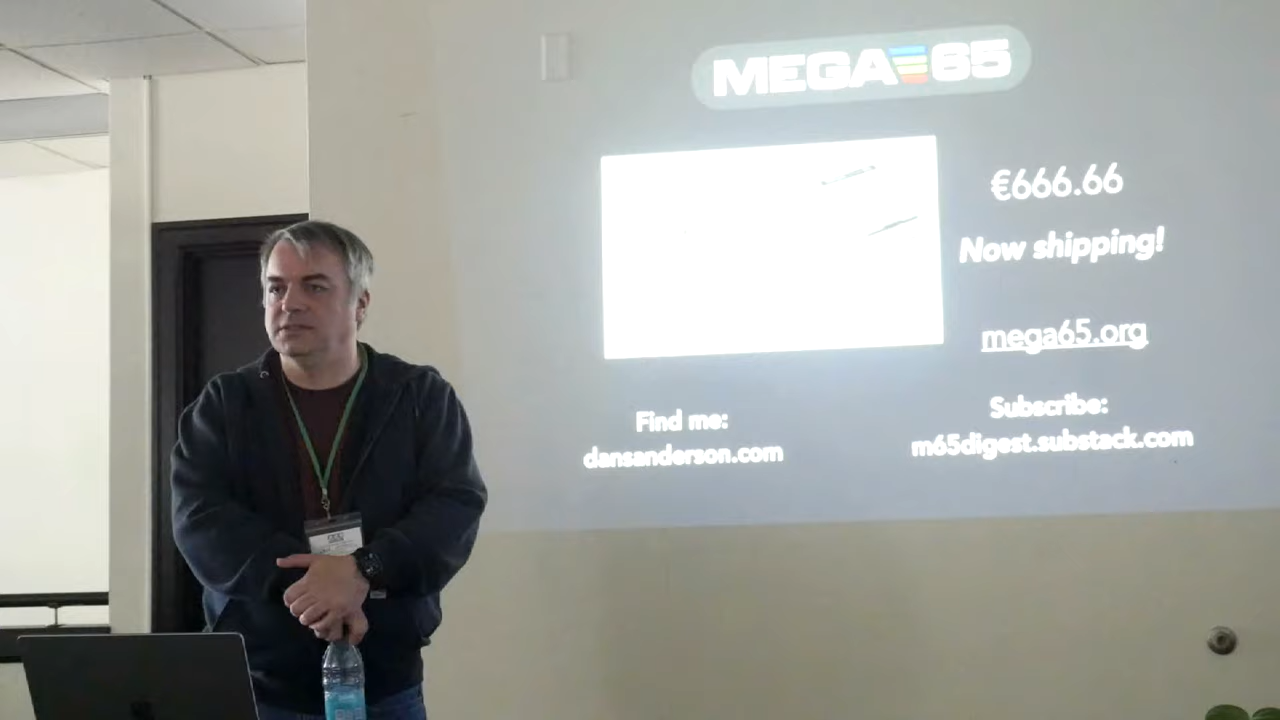 MEGA65
€666.66
Now shipping!
mega65.org
Find me:
dansanderson.com
Subscribe:
m65digest.substack.com